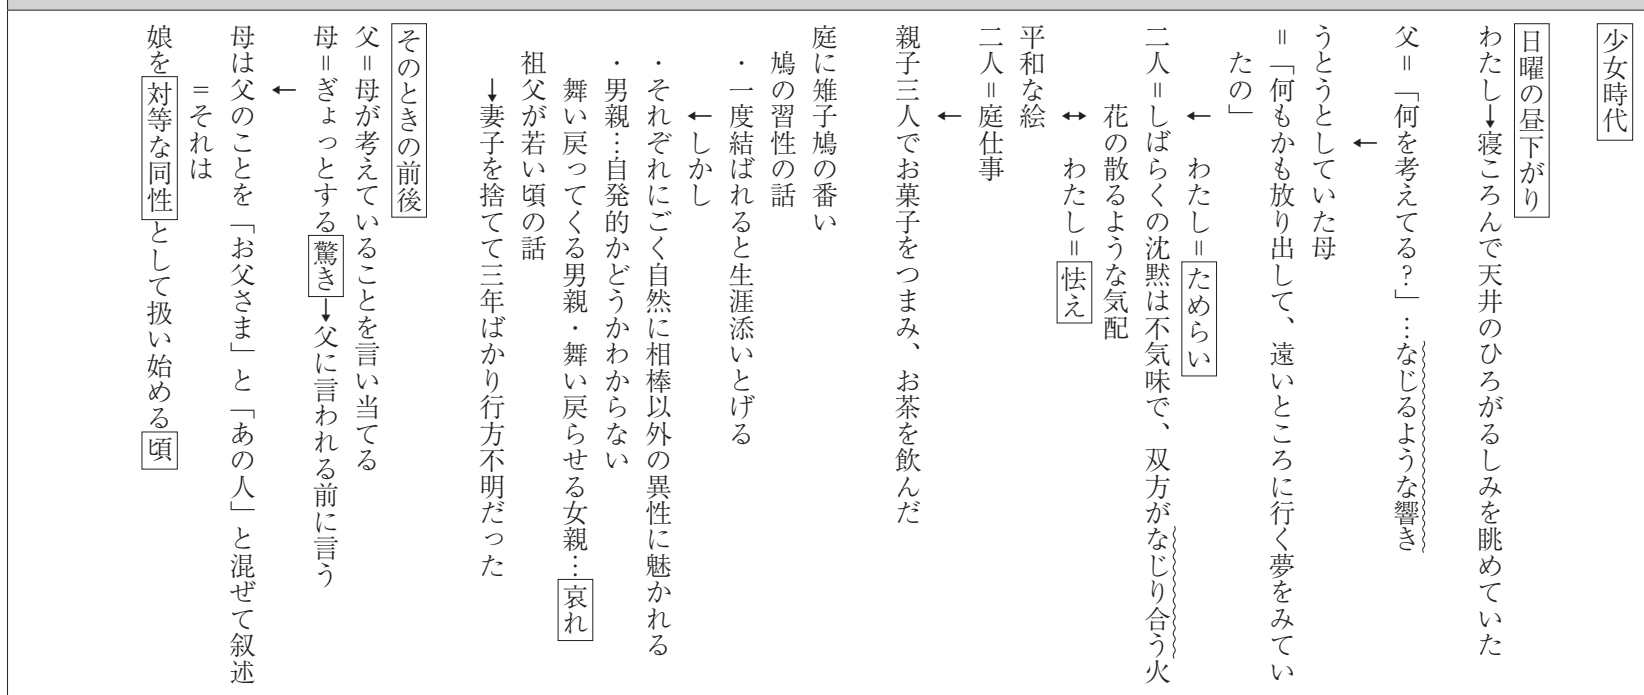 少女時代
日曜の昼下がり
わたし→寝ころんで天井のひろがるしみを眺めていた
父=「何を考えてる?」…なじるような響き
↓
うとうとしていた母
=「何もかも放り出して、遠いところに行く夢をみてい
たの」
↓ わたし=ためらい
二人=しばらくの沈黙は不気味で、双方がなじり合う火
花の散るような気配
↕ わたし=怯え
平和な絵
二人=庭仕事
↓
親子三人でお菓子をつまみ、お茶を飲んだ
庭に雉子鳩の番い
鳩の習性の話
・一度結ばれると生涯添いとげる
↓しかし
・それぞれにごく自然に相棒以外の異性に魅かれる
・男親…自発的かどうかわからない
舞い戻ってくる男親・舞い戻らせる女親…哀れ
祖父が若い頃の話
→妻子を捨てて三年ばかり行方不明だった
そのときの前後
父=母が考えていることを言い当てる
母=ぎょっとする驚き→父に言われる前に言う
↓
母は父のことを「お父さま」と「あの人」と混ぜて叙述
=それは
娘を対等な同性として扱い始める頃